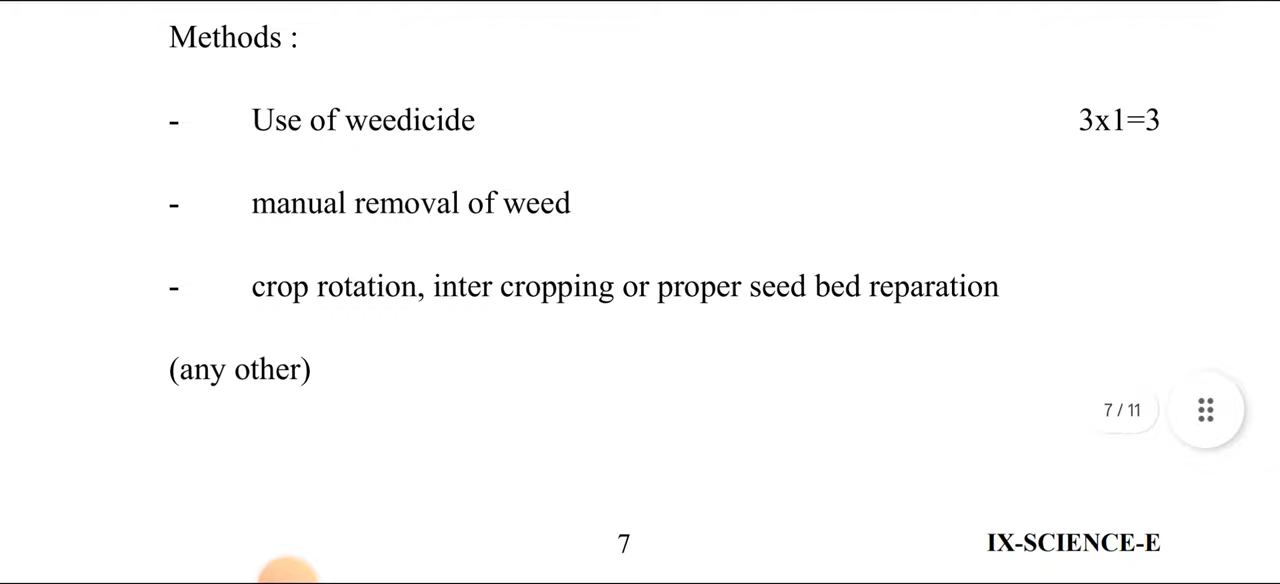 Methods :
- Use of weedicide 3x1=3
- manual removal of weed
- crop rotation, inter cropping or proper seed bed reparation
(any other)
7 / 11
7 IX-SCIENCE-E